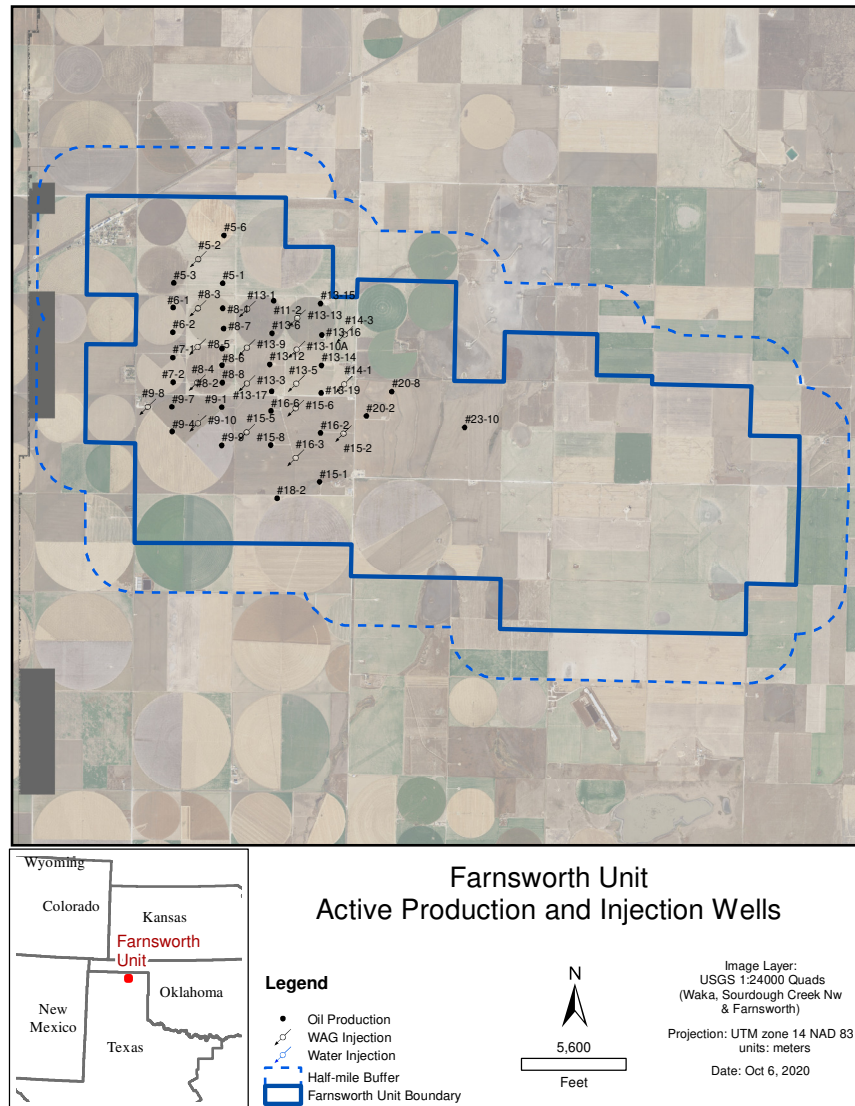 #5-6
#5-2
#5-3
#5-1
#8-3
#13-1
#13-15
#6-1
#8-1
#11-2
#13-13
#14-3
#6-2
#8-7
#13-6
#13-16
#7-1
#8-5
#13-9
#13-10A
#8-6
#13-12
#13-14
#7-2
#8-4
#8-8
#13-3
#13-5
#14-1
#8-2
#20-8
#9-8
#9-7
#9-1
#13-17
#16-6
#15-6
#13-19
#9-4
#9-10
#15-5
#20-2
#9-9
#15-8
#16-2
#23-10
#16-3
#15-2
#15-1
#18-2
Wyoming
Colorado
Kansas
Farnsworth
Unit
Oklahoma
New
Mexico
Texas
Farnsworth Unit
Active Production and Injection Wells
Legend
Oil Production
WAG Injection
Water Injection
Half-mile Buffer
Farnsworth Unit Boundary
N
5,600
Feet
Image Layer:
USGS 1:24000 Quads
(Waka, Sourdough Creek Nw
& Farnsworth)
Projection: UTM zone 14 NAD 83
units: meters
Date: Oct 6, 2020